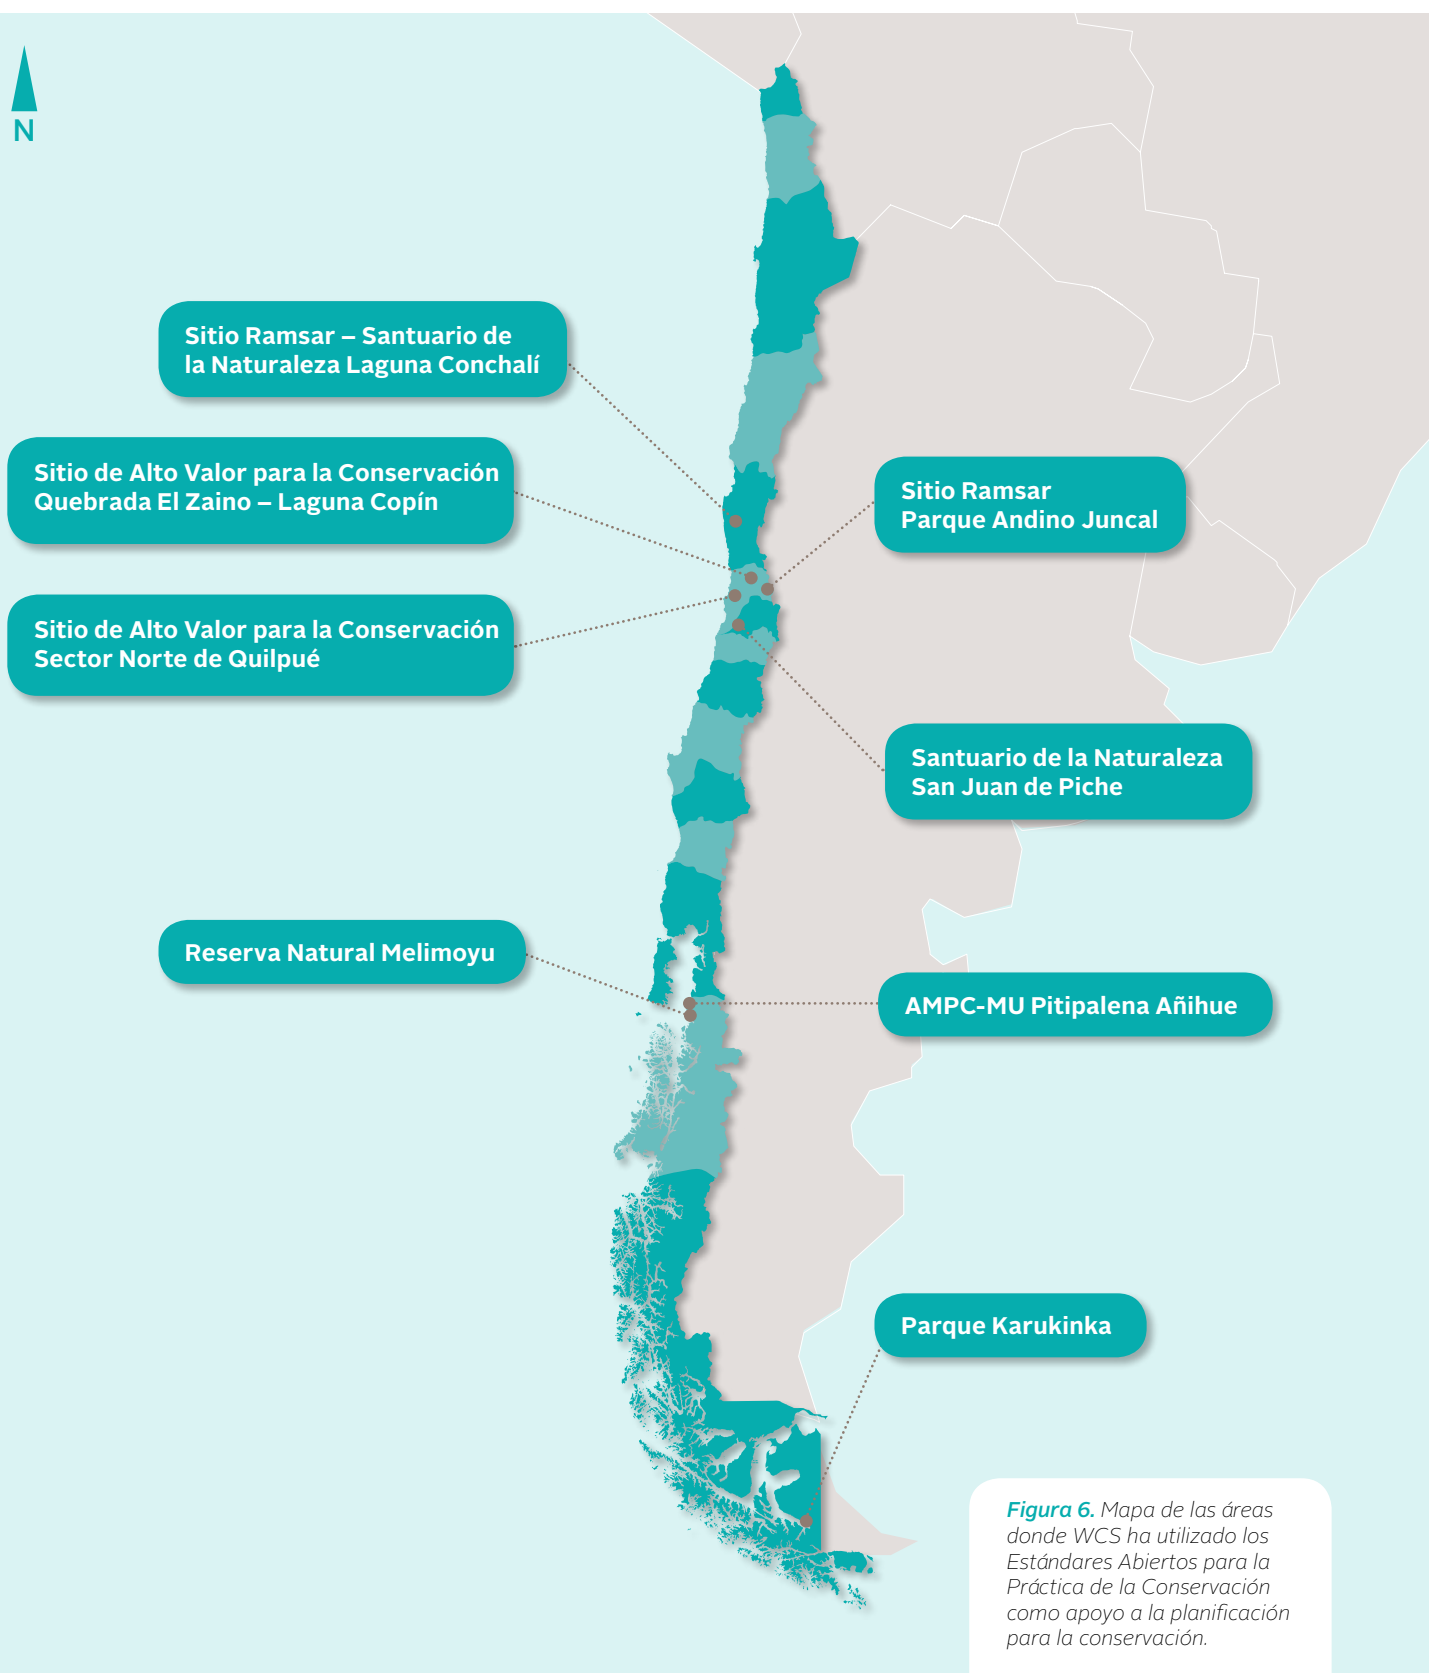 N
Sitio Ramsar – Santuario de
la Naturaleza Laguna Conchalí
Sitio de Alto Valor para la Conservación
Quebrada El Zaino – Laguna Copín
Sitio Ramsar
Parque Andino Juncal
Sitio de Alto Valor para la Conservación
Sector Norte de Quilpué
Santuario de la Naturaleza
San Juan de Piche
Reserva Natural Melimoyu
AMPC-MU Pitipalena Añihue
Parque Karukinka
Figura 6. Mapa de las áreas
donde WCS ha utilizado los
Estándares Abiertos para la
Práctica de la Conservación
como apoyo a la planificación
para la conservación.